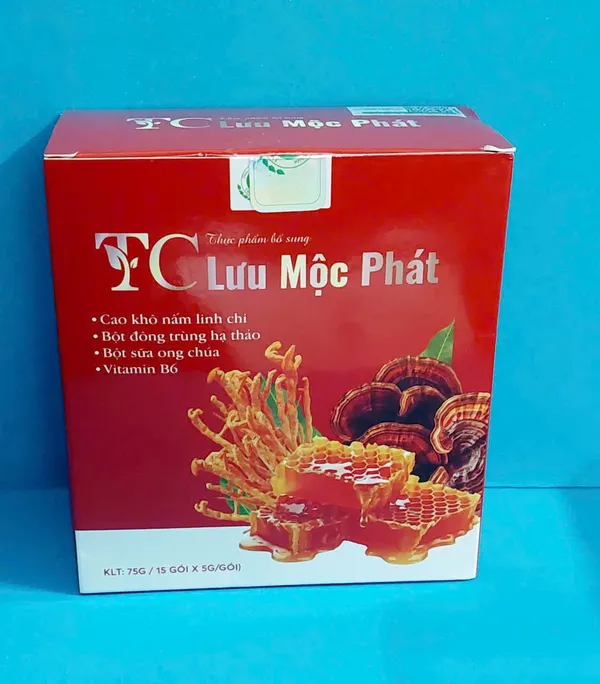 TC Lưu Mộc Phát
Thực phẩm bổ sung
TC Lưu Mộc Phát
• Cao khô nấm linh chi
• Bột đông trùng hạ thảo
• Bột sữa ong chúa
• Vitamin B6
KLT: 75G / 15 GÓI X 5G/GÓI)